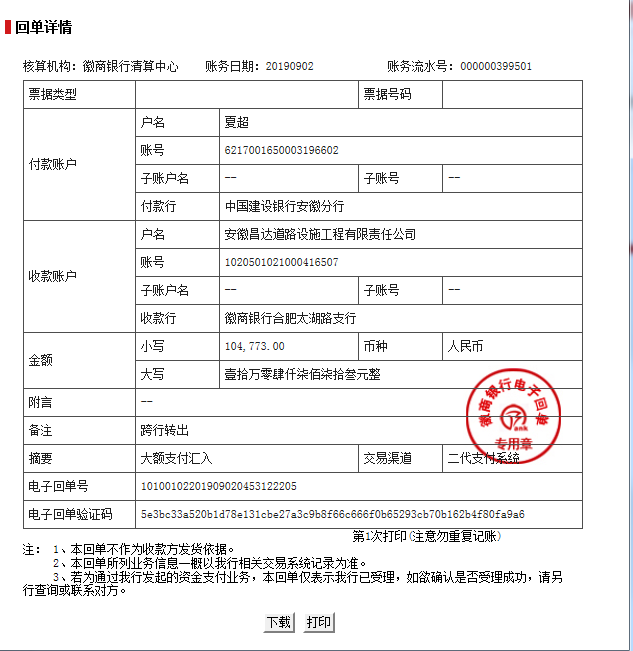 回单详情
核算机构：徽商银行清算中心 账务日期：20190902 账务流水号：000000399501
票据类型 票据号码
付款账户
户名 夏超
账号 6217001650003196602
子账户名 -- 子账号 --
付款行 中国建设银行安徽分行
收款账户
户名 安徽昌达道路设施工程有限责任公司
账号 1020501021000416507
子账户名 -- 子账号 --
收款行 徽商银行合肥太湖路支行
金额
小写 104,773.00 币种 人民币
大写 壹拾万零肆仟柒佰柒拾叁元整
附言 --
备注 跨行转出
摘要 大额支付汇入 交易渠道 二代支付系统
徽商银行电子回单
ank
专用章
电子回单号 10100102201909020453122205
电子回单验证码 5e3bc33a520b1d78e131cbe27a3c9b8f66c666f0b65293cb70b162b4f80fa9a6
第1次打印(注意勿重复记账)
注： 1、本回单不作为收款方发货依据。
2、本回单所列业务信息一概以我行相关交易系统记录为准。
3、若为通过我行发起的资金支付业务，本回单仅表示我行已受理，如欲确认是否受理成功，请另
行查询或联系对方。
下载 打印